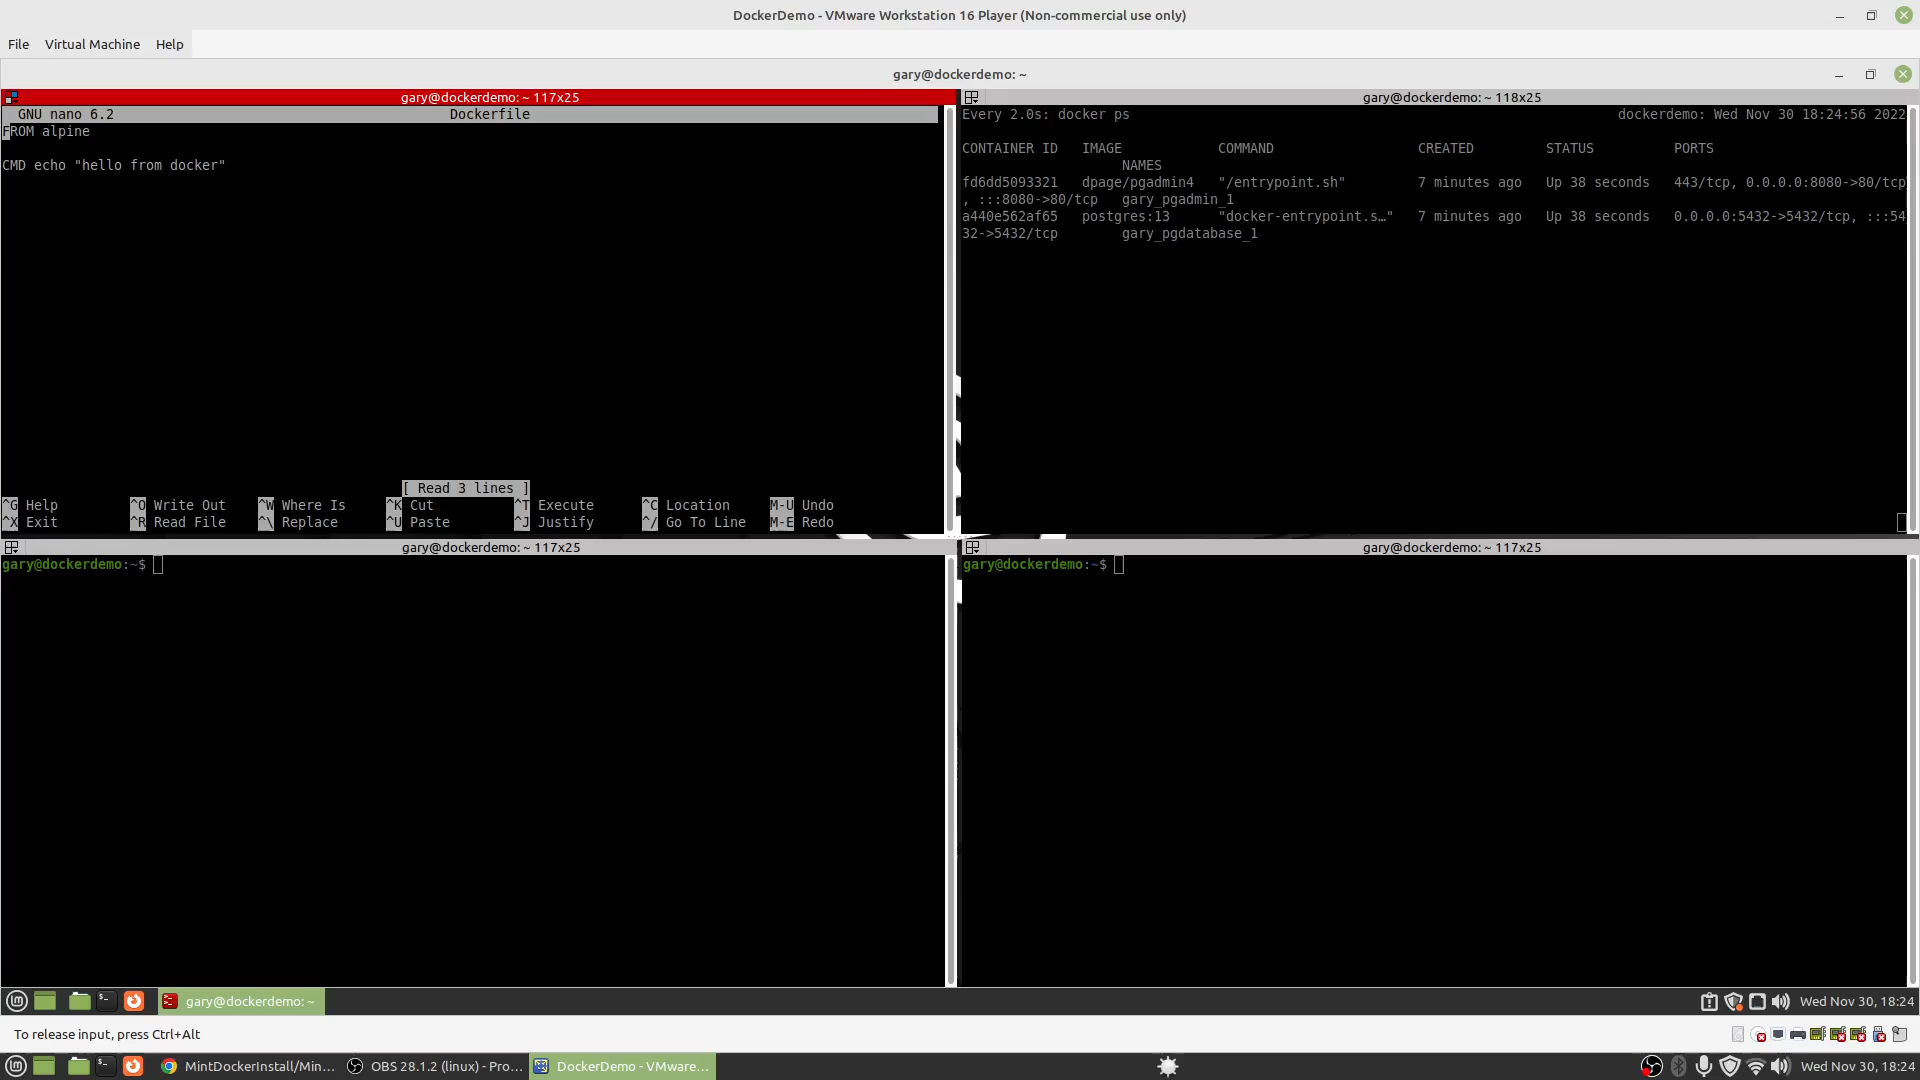 DockerDemo - VMware Workstation 16 Player (Non-commercial use only)
File Virtual Machine Help
gary@dockerdemo: ~
gary@dockerdemo: ~ 117x25
GNU nano 6.2 Dockerfile
FROM alpine
CMD echo "hello from docker"
[ Read 3 lines ]
^G Help ^O Write Out ^W Where Is ^K Cut ^T Execute ^C Location M-U Undo
^X Exit ^R Read File ^\ Replace ^U Paste ^J Justify ^/ Go To Line M-E Redo
gary@dockerdemo: ~ 118x25
Every 2.0s: docker ps dockerdemo: Wed Nov 30 18:24:56 2022
CONTAINER ID IMAGE COMMAND CREATED STATUS PORTS
NAMES
fd6dd5093321 dpage/pgadmin4 "/entrypoint.sh" 7 minutes ago Up 38 seconds 443/tcp, 0.0.0.0:8080->80/tcp
, :::8080->80/tcp gary_pgadmin_1
a440e562af65 postgres:13 "docker-entrypoint.s…" 7 minutes ago Up 38 seconds 0.0.0.0:5432->5432/tcp, :::54
32->5432/tcp gary_pgdatabase_1
gary@dockerdemo: ~ 117x25
gary@dockerdemo:~$
gary@dockerdemo: ~ 117x25
gary@dockerdemo:~$
gary@dockerdemo: ~ Wed Nov 30, 18:24
To release input, press Ctrl+Alt
MintDockerInstall/Min... OBS 28.1.2 (linux) - Pro... DockerDemo - VMware... Wed Nov 30, 18:24